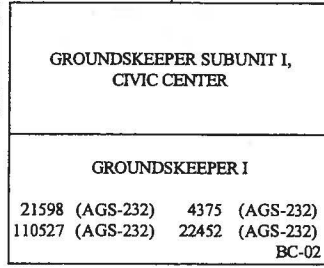 GROUNDSKEEPER SUBUNIT I,
CIVIC CENTER
GROUNDSKEEPER I
21598 (AGS-232) 4375 (AGS-232)
110527 (AGS-232) 22452 (AGS-232)
BC-02